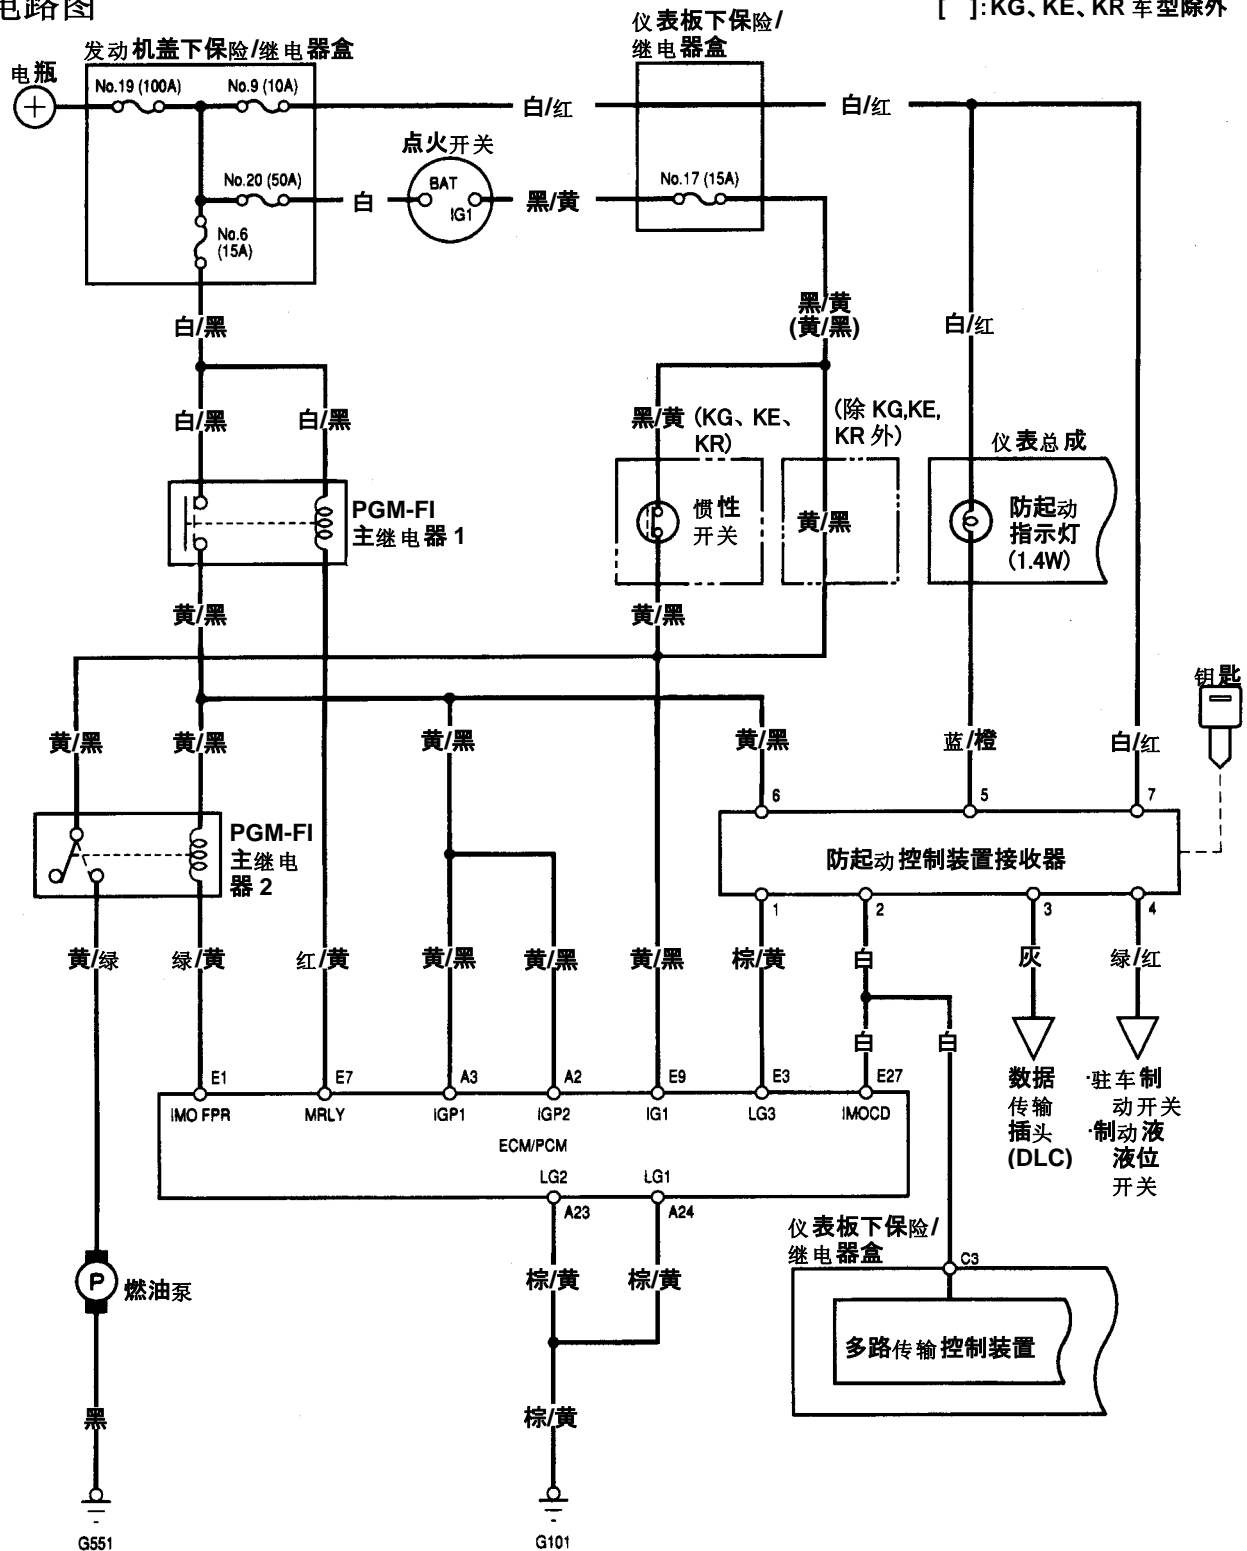 电路图
[ ]:KG、KE、KR 车型除外
发动机盖下保险/继电器盒
仪表板下保险/
继电器盒
电瓶
No.19 (100A)
No.9 (10A)
白/红
白/红
点火开关
No.20 (50A)
白
BAT
IG1
黑/黄
No.17 (15A)
No.6
(15A)
白/黑
黑/黄
(黄/黑)
白/红
白/黑
白/黑
黑/黄 (KG、KE、
KR)
(除 KG,KE,
KR 外)
仪表总成
PGM-FI
主继电器 1
惯性
开关
黄/黑
防起动
指示灯
(1.4W)
黄/黑
黄/黑
钥匙
黄/黑
黄/黑
黄/黑
黄/黑
蓝/橙
白/红
6
5
7
PGM-FI
主继电
器 2
防起动控制装置接收器
1
2
3
4
黄/绿
绿/黄
红/黄
黄/黑
黄/黑
黄/黑
棕/黄
白
灰
绿/红
白
白
E1
E7
A3
A2
E9
E3
E27
IMO FPR
MRLY
IGP1
IGP2
IG1
LG3
IMOCD
ECM/PCM
LG2
LG1
A23
A24
数据
传输
插头
(DLC)
·驻车制
动开关
·制动液
液位
开关
仪表板下保险/
继电器盒
C3
P
燃油泵
棕/黄
棕/黄
多路传输控制装置
黑
棕/黄
G551
G101